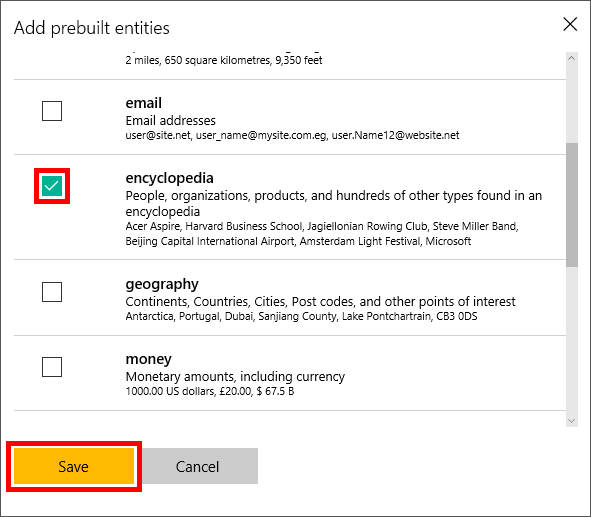 Add prebuilt entities
2 miles, 650 square kilometres, 9,350 feet
email
Email addresses
user@site.net, user_name@mysite.com.eg, user.Name12@website.net
encyclopedia
People, organizations, products, and hundreds of other types found in an
encyclopedia
Acer Aspire, Harvard Business School, Jagiellonian Rowing Club, Steve Miller Band,
Beijing Capital International Airport, Amsterdam Light Festival, Microsoft
geography
Continents, Countries, Cities, Post codes, and other points of interest
Antarctica, Portugal, Dubai, Sanjiang County, Lake Pontchartrain, CB3 0DS
money
Monetary amounts, including currency
1000.00 US dollars, £20.00, $ 67.5 B
Save
Cancel